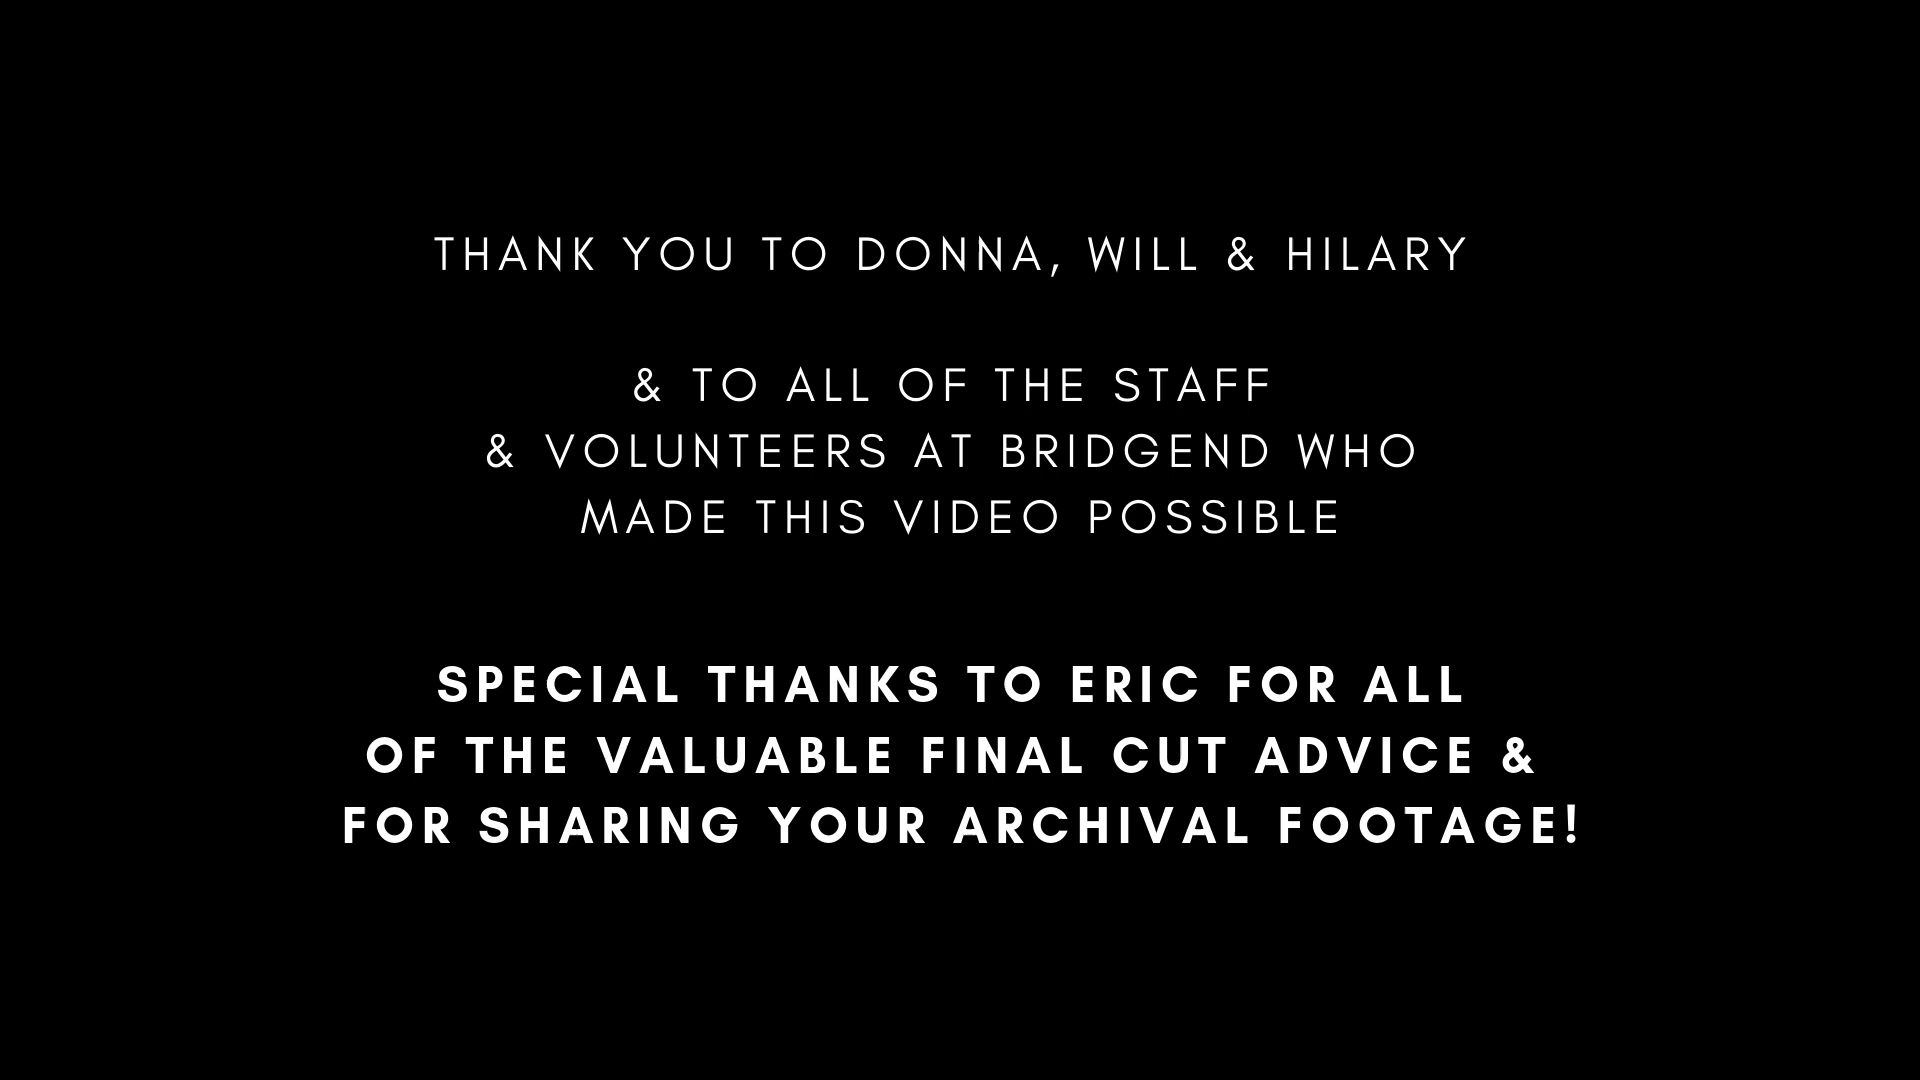 THANK YOU TO DONNA, WILL & HILARY
& TO ALL OF THE STAFF
& VOLUNTEERS AT BRIDGEND WHO
MADE THIS VIDEO POSSIBLE
SPECIAL THANKS TO ERIC FOR ALL
OF THE VALUABLE FINAL CUT ADVICE &
FOR SHARING YOUR ARCHIVAL FOOTAGE!